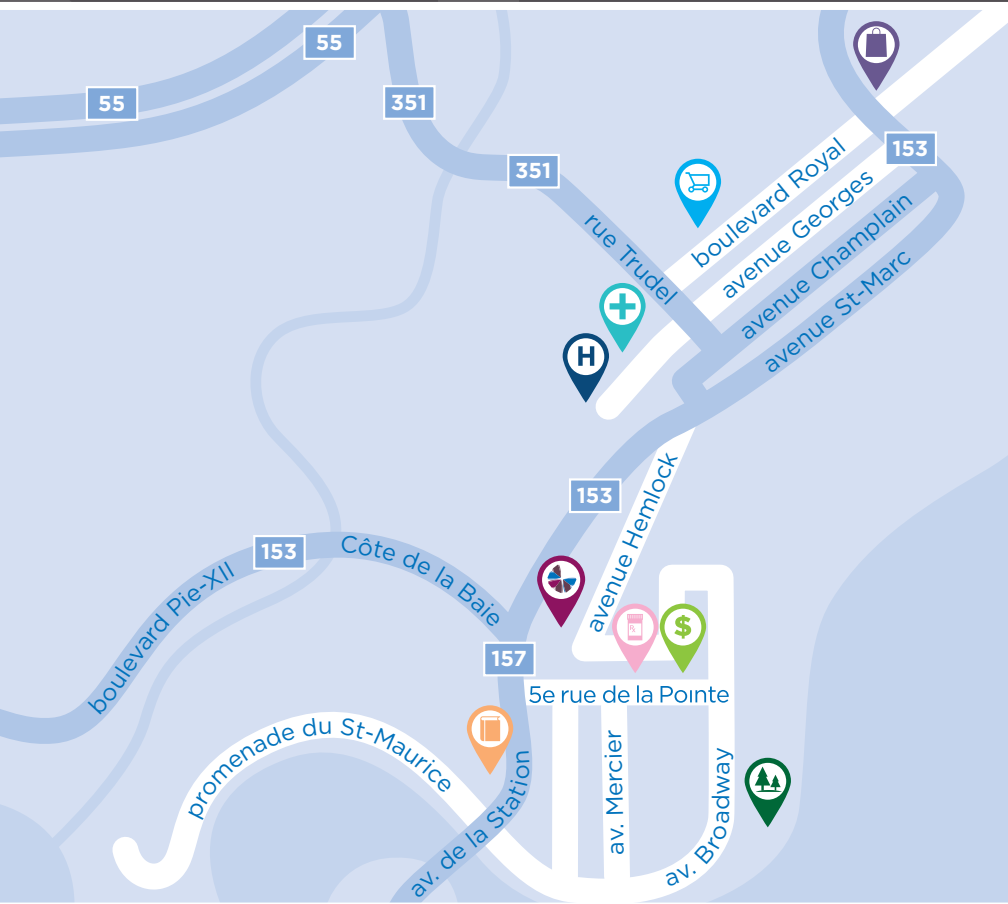 55
55
351
153
351
boulevard Royal
avenue Georges
avenue Champlain
avenue St-Marc
rue Trudel
H
153
avenue Hemlock
153
Côte de la Baie
boulevard Pie-XII
$
157
5e rue de la Poınte
promenade du St-Maurice
av. de la Station
av. Mercier
av. Broadway